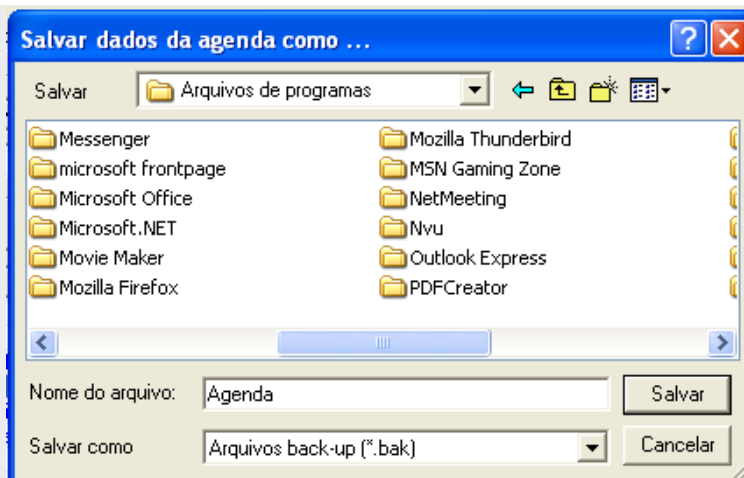 Salvar dados da agenda como ...
Salvar
Arquivos de programas
Messenger
microsoft frontpage
Microsoft Office
Microsoft.NET
Movie Maker
Mozilla Firefox
Mozilla Thunderbird
MSN Gaming Zone
NetMeeting
Nvu
Outlook Express
PDFCreator
Nome do arquivo:
Agenda
Salvar
Salvar como
Arquivos back-up (*.bak)
Cancelar